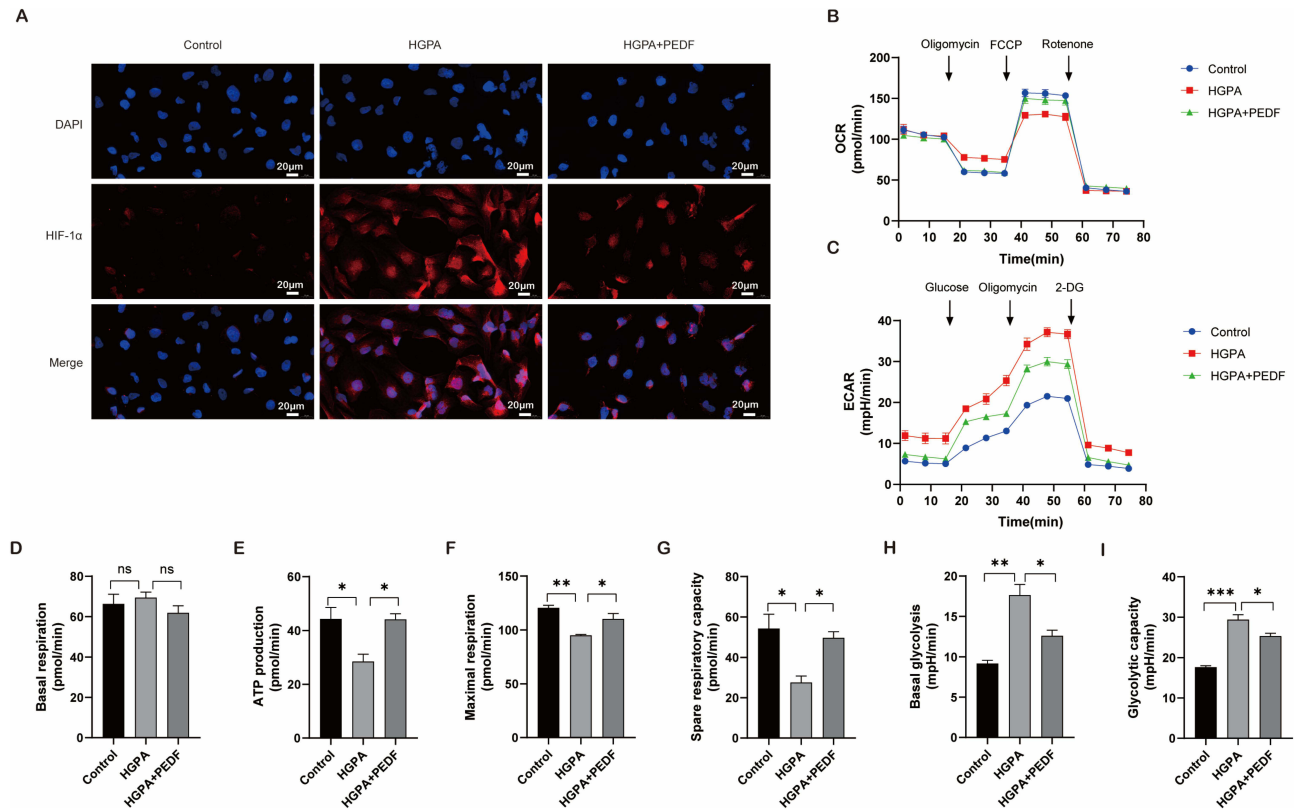 A
Control
HGPA
HGPA+PEDF
DAPI
20µm
20µm
20µm
HIF-1α
20µm
20µm
20µm
Merge
20µm
20µm
20µm
B
Oligomycin
FCCP
Rotenone
200
150
100
50
0
OCR
(pmol/min)
0 10 20 30 40 50 60 70 80
Time(min)
Control
HGPA
HGPA+PEDF
C
Glucose
Oligomycin
2-DG
40
30
20
10
0
ECAR
(mpH/min)
0 10 20 30 40 50 60 70 80
Time(min)
Control
HGPA
HGPA+PEDF
D
ns
ns
80
60
40
20
0
Basal respiration
(pmol/min)
Control
HGPA
HGPA+PEDF
E
*
*
60
40
20
0
ATP production
(pmol/min)
Control
HGPA
HGPA+PEDF
F
**
*
150
100
50
0
Maximal respiration
(pmol/min)
Control
HGPA
HGPA+PEDF
G
*
*
80
60
40
20
0
Spare respiratory capacity
(pmol/min)
Control
HGPA
HGPA+PEDF
H
**
*
20
15
10
5
0
Basal glycolysis
(mpH/min)
Control
HGPA
HGPA+PEDF
I
***
*
40
30
20
10
0
Glycolytic capacity
(mpH/min)
Control
HGPA
HGPA+PEDF